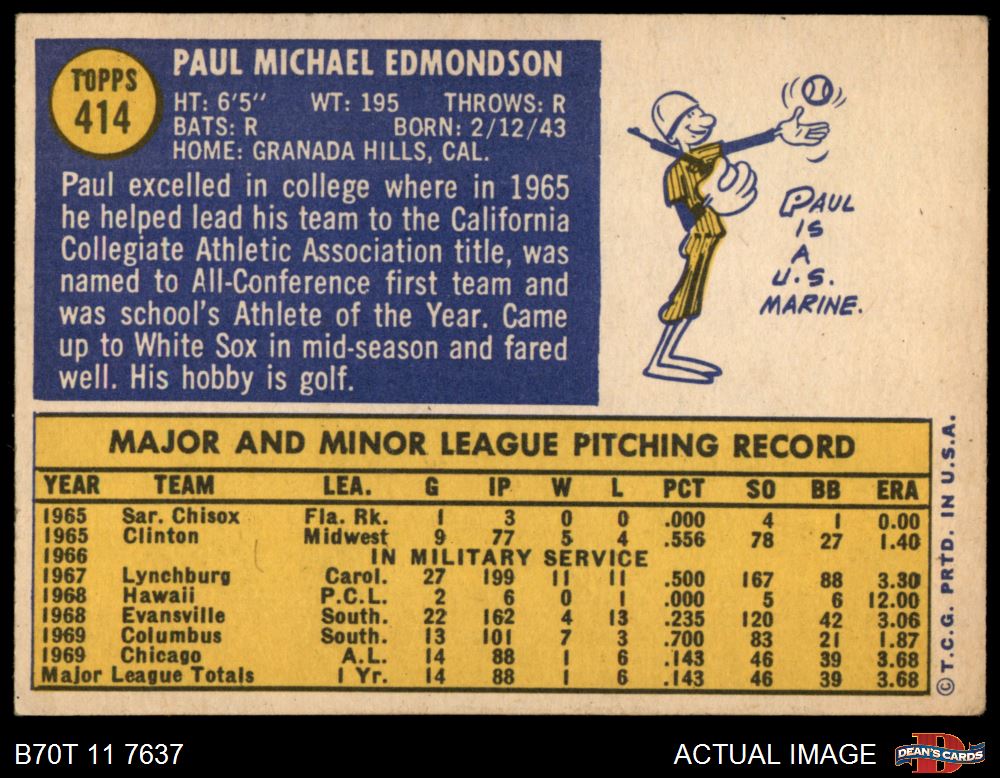 TOPPS
414
PAUL MICHAEL EDMONDSON
HT: 6'5" WT: 195 THROWS: R
BATS: R BORN: 2/12/43
HOME: GRANADA HILLS, CAL.
Paul excelled in college where in 1965
he helped lead his team to the California
Collegiate Athletic Association title, was
named to All-Conference first team and
was school's Athlete of the Year. Came
up to White Sox in mid-season and fared
well. His hobby is golf.
PAUL
IS
A
U.S.
MARINE.
MAJOR AND MINOR LEAGUE PITCHING RECORD
YEAR TEAM LEA. G IP W L PCT SO BB ERA
1965 Sar. Chisox Fla. Rk. 1 3 0 0 .000 4 1 0.00
1965 Clinton Midwest 9 77 5 4 .556 78 27 1.40
1966 IN MILITARY SERVICE
1967 Lynchburg Carol. 27 199 11 11 .500 167 88 3.30
1968 Hawaii P.C.L. 2 6 0 1 .000 5 6 12.00
1968 Evansville South. 22 162 4 13 .235 120 42 3.06
1969 Columbus South. 13 101 7 3 .700 83 21 1.87
1969 Chicago A.L. 14 88 1 6 .143 46 39 3.68
Major League Totals 1 Yr. 14 88 1 6 .143 46 39 3.68
© T.C.G. PRTD. IN U.S.A.
B70T 11 7637
ACTUAL IMAGE
DEAN'S CARDS